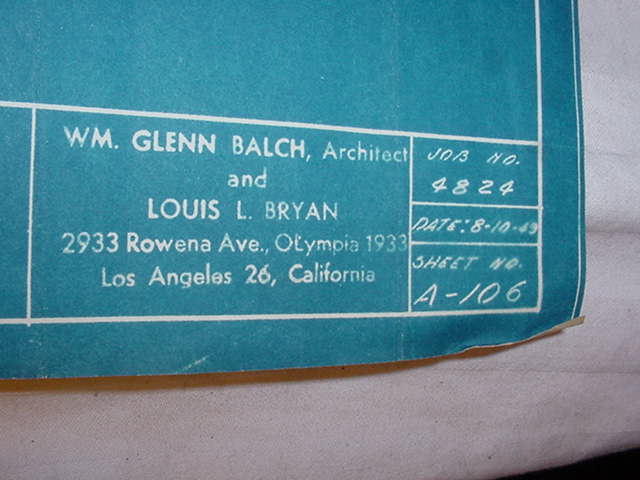 WM. GLENN BALCH, Architect
and
LOUIS L. BRYAN
2933 Rowena Ave., OLympia 1933
Los Angeles 26, California
JOB NO.
4824
DATE: 8-10-49
SHEET NO.
A-106